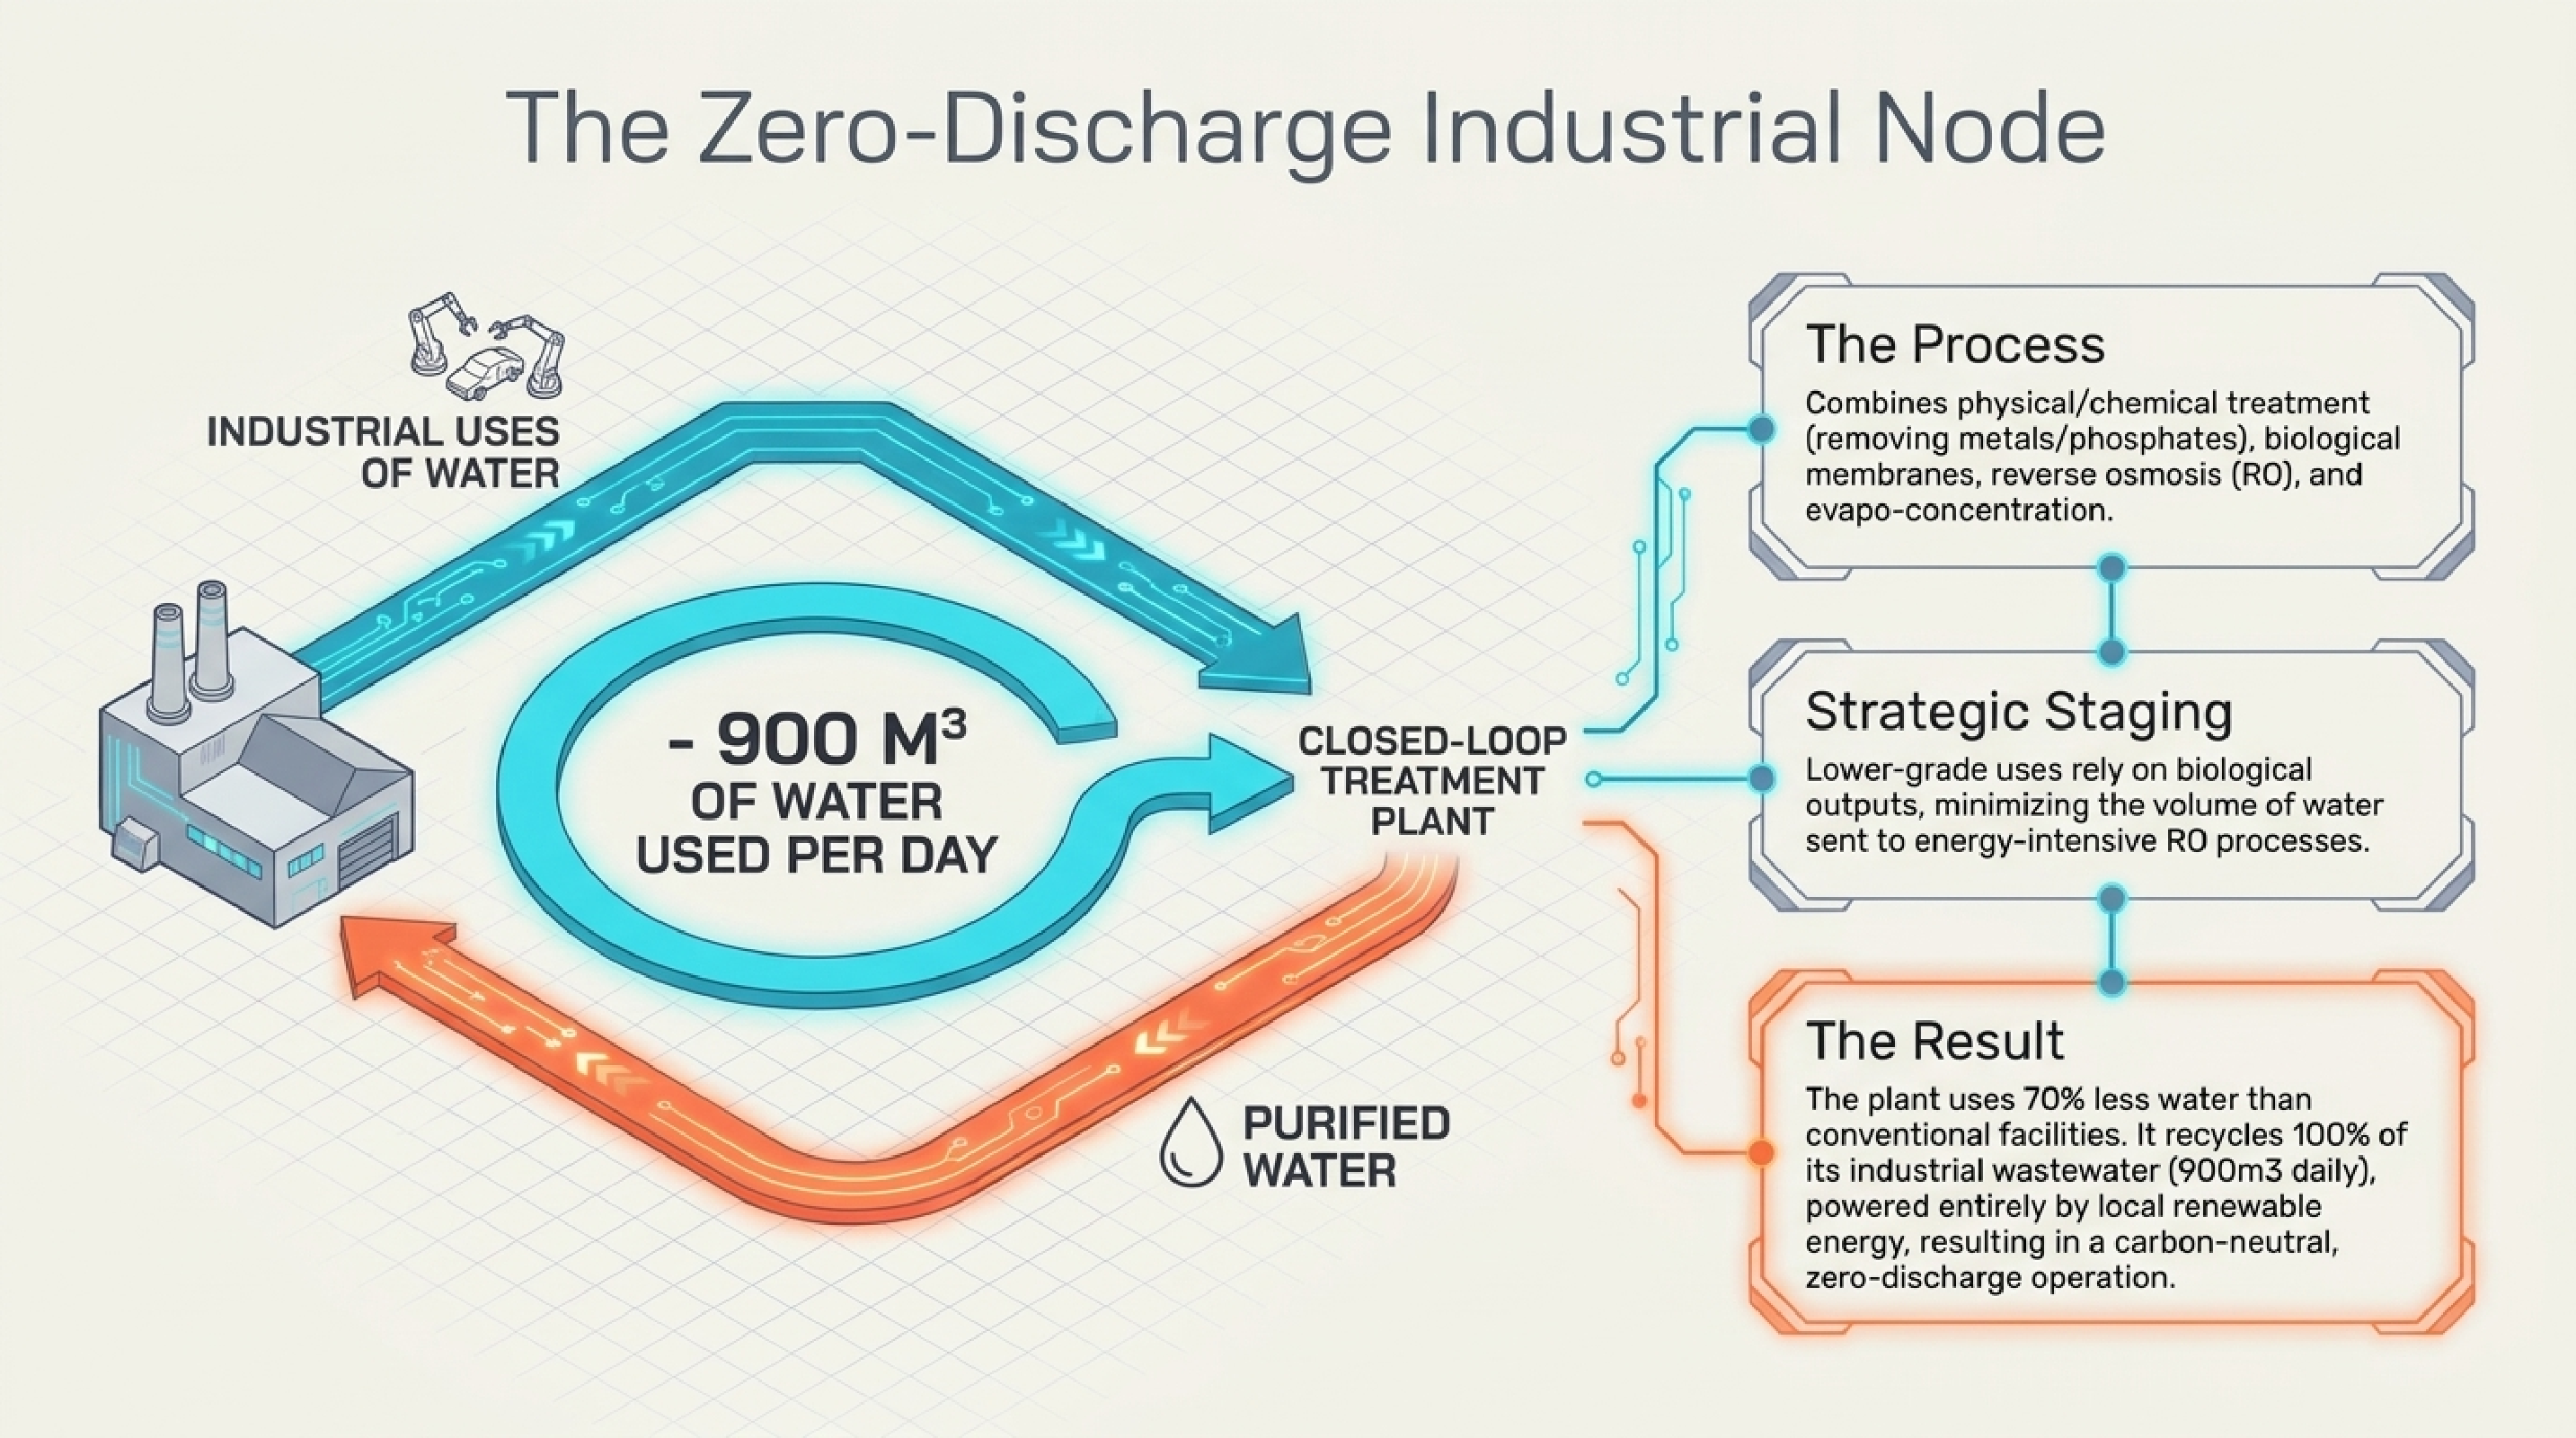 The Zero-Discharge Industrial Node
INDUSTRIAL USES
OF WATER
- 900 M³
OF WATER
USED PER DAY
CLOSED-LOOP
TREATMENT
PLANT
PURIFIED
WATER
The Process
Combines physical/chemical treatment
(removing metals/phosphates), biological
membranes, reverse osmosis (RO), and
evapo-concentration.
Strategic Staging
Lower-grade uses rely on biological
outputs, minimizing the volume of water
sent to energy-intensive RO processes.
The Result
The plant uses 70% less water than
conventional facilities. It recycles 100% of
its industrial wastewater (900m3 daily),
powered entirely by local renewable
energy, resulting in a carbon-neutral,
zero-discharge operation.